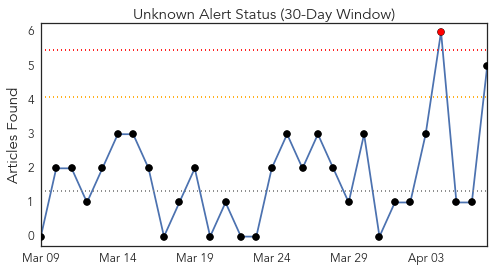 Unknown Alert Status (30-Day Window)
Articles Found
6
5
4
3
2
1
0
Mar 09 Mar 14 Mar 19 Mar 24 Mar 29 Apr 03